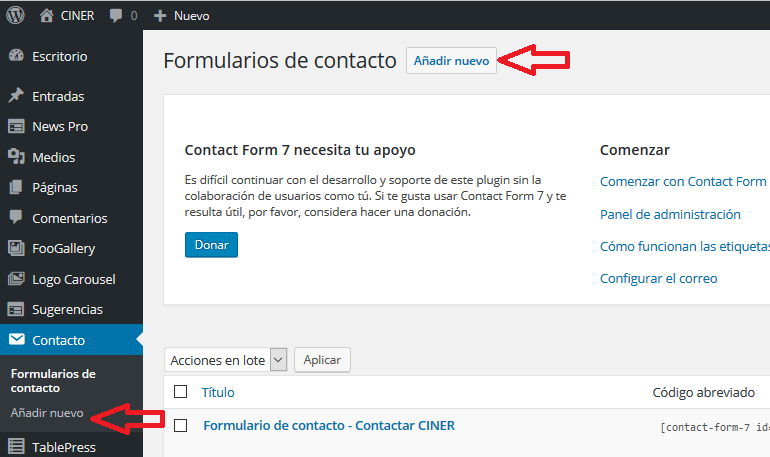 CINER 0 Nuevo
Escritorio
Entradas
News Pro
Medios
Páginas
Comentarios
FooGallery
Logo Carousel
Sugerencias
Contacto
Formularios de
contacto
Añadir nuevo
TablePress
Formularios de contacto Añadir nuevo
Contact Form 7 necesita tu apoyo
Es difícil continuar con el desarrollo y soporte de este plugin sin la
colaboración de usuarios como tú. Si te gusta usar Contact Form 7 y te
resulta útil, por favor, considera hacer una donación.
Donar
Comenzar
Comenzar con Contact Form
Panel de administración
Cómo funcionan las etiquetas
Configurar el correo
Acciones en lote Aplicar
Título Código abreviado
Formulario de contacto - Contactar CINER [contact-form-7 id=